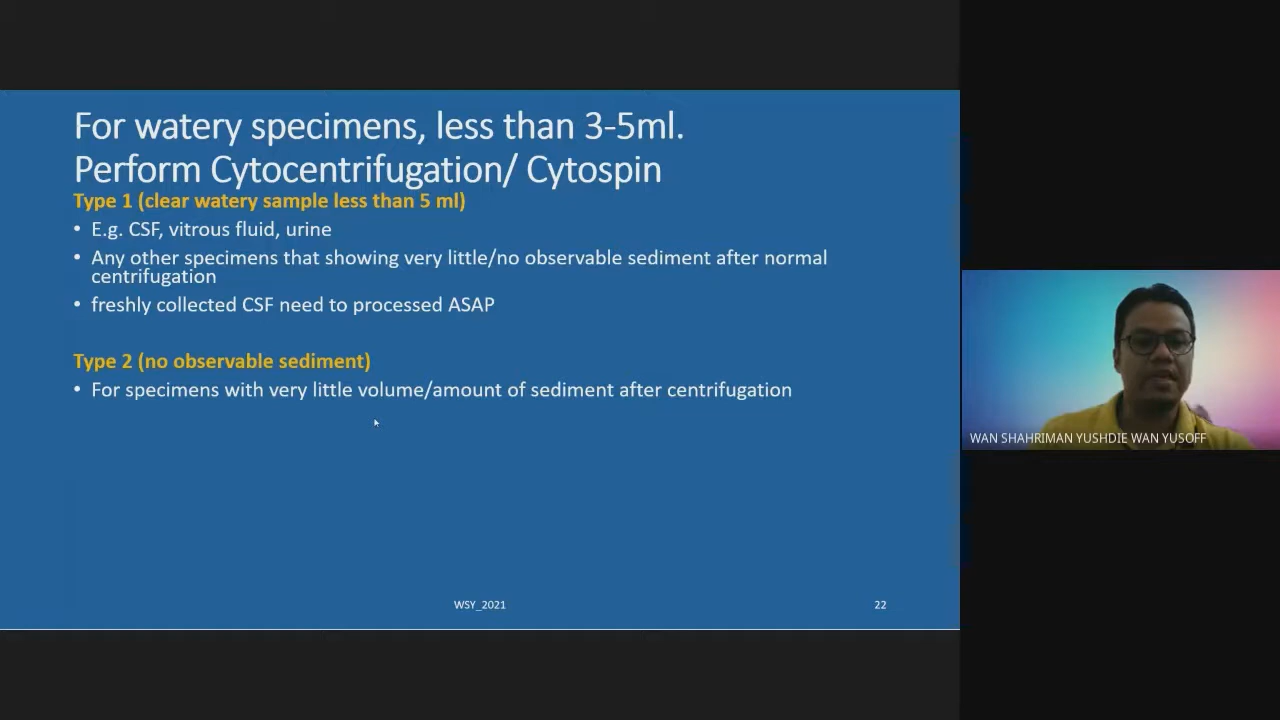 For watery specimens, less than 3-5ml.
Perform Cytocentrifugation/ Cytospin
Type 1 (clear watery sample less than 5 ml)
• E.g. CSF, vitrous fluid, urine
• Any other specimens that showing very little/no observable sediment after normal
centrifugation
• freshly collected CSF need to processed ASAP
Type 2 (no observable sediment)
• For specimens with very little volume/amount of sediment after centrifugation
WSY_2021
22
WAN SHAHRIMAN YUSHDIE WAN YUSOFF